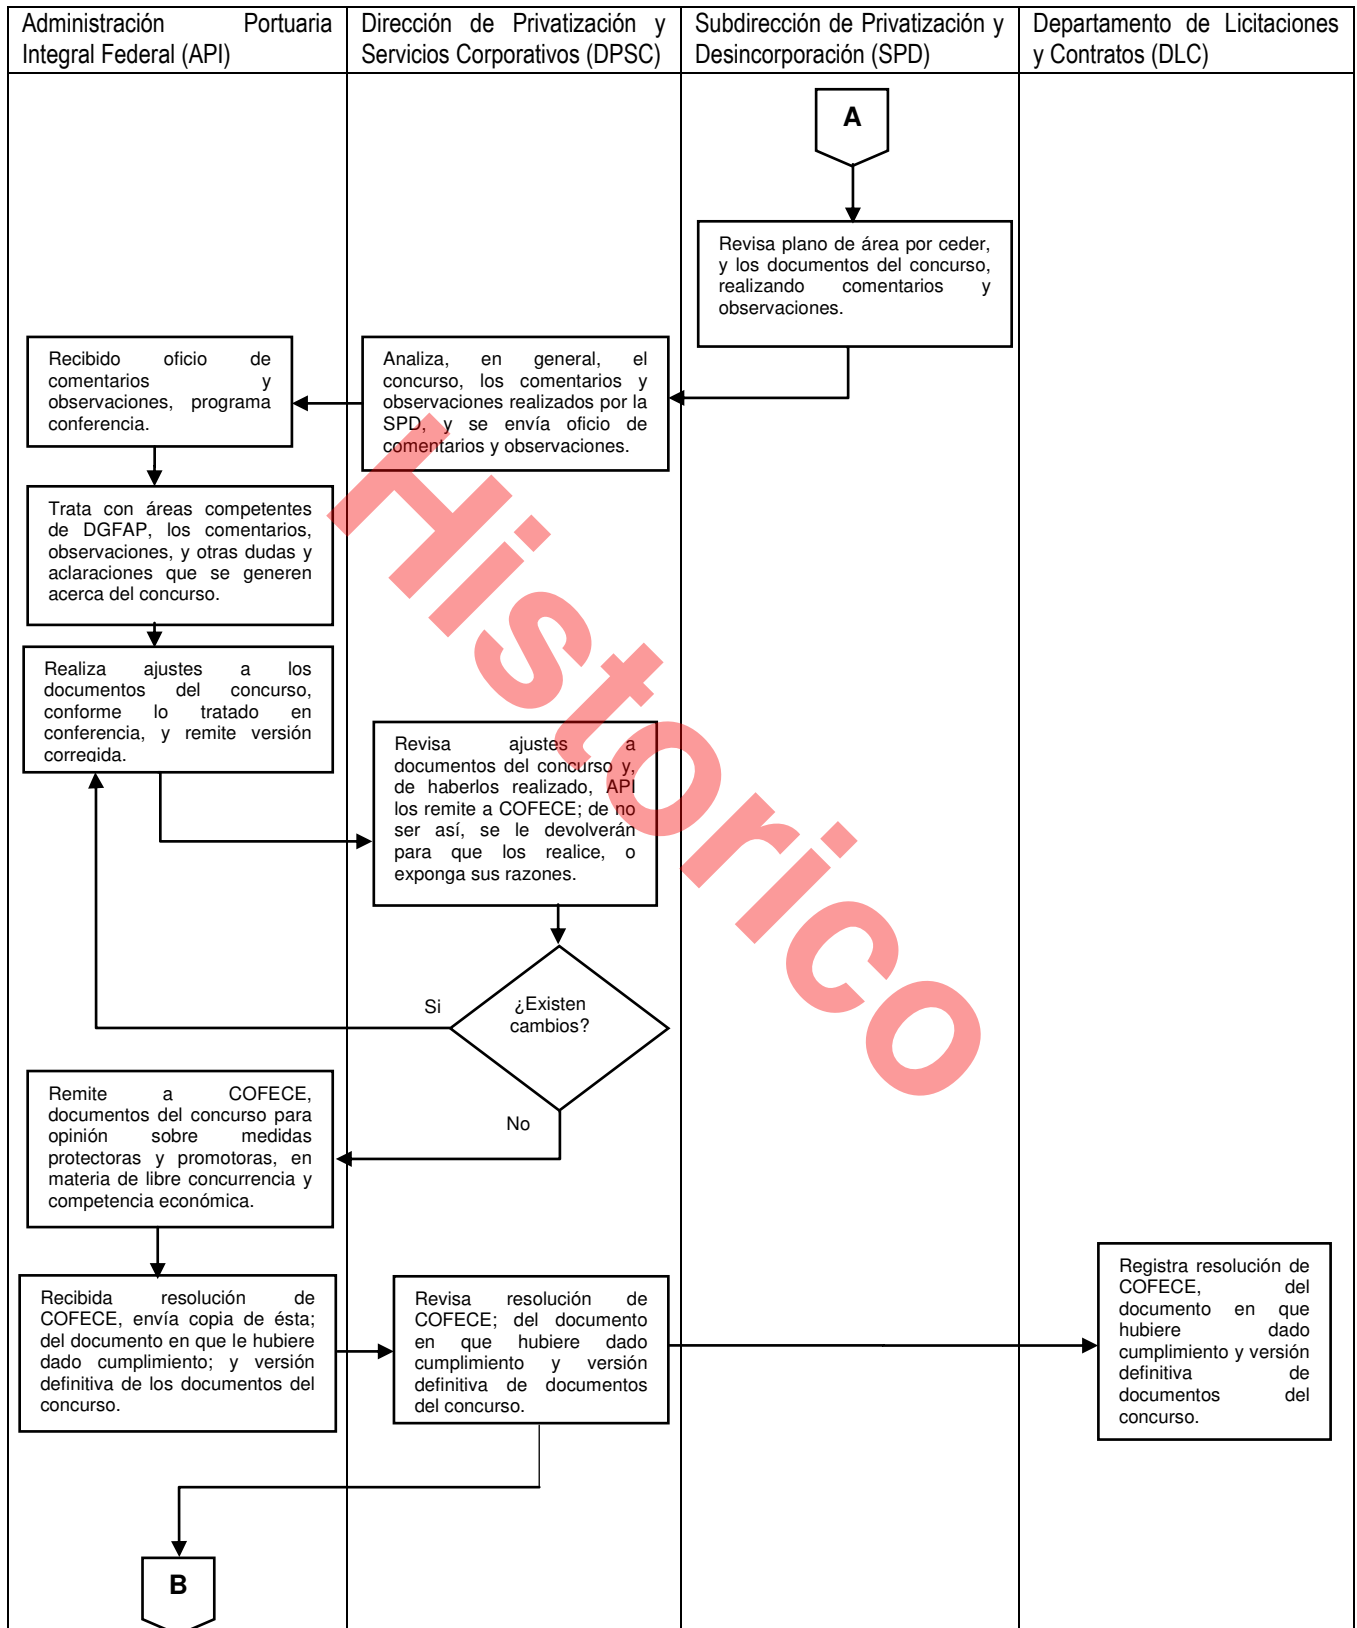 Administración Portuaria
Integral Federal (API)
Dirección de Privatización y
Servicios Corporativos (DPSC)
Subdirección de Privatización y
Desincorporación (SPD)
Departamento de Licitaciones
y Contratos (DLC)
A
Revisa plano de área por ceder,
y los documentos del concurso,
realizando comentarios y
observaciones.
Analiza, en general, el
concurso, los comentarios y
observaciones realizados por la
SPD, y se envía oficio de
comentarios y observaciones.
Recibido oficio de
comentarios y
observaciones, programa
conferencia.
Trata con áreas competentes
de DGFAP, los comentarios,
observaciones, y otras dudas y
aclaraciones que se generen
acerca del concurso.
Realiza ajustes a los
documentos del concurso,
conforme lo tratado en
conferencia, y remite versión
corregida.
Revisa ajustes a
documentos del concurso y,
de haberlos realizado, API
los remite a COFECE; de no
ser así, se le devolverán
para que los realice, o
exponga sus razones.
¿Existen
cambios?
Si
No
Remite a COFECE,
documentos del concurso para
opinión sobre medidas
protectoras y promotoras, en
materia de libre concurrencia y
competencia económica.
Recibida resolución de
COFECE, envía copia de ésta;
del documento en que le hubiere
dado cumplimiento; y versión
definitiva de los documentos del
concurso.
Revisa resolución de
COFECE; del documento
en que hubiere dado
cumplimiento y versión
definitiva de documentos
del concurso.
Registra resolución de
COFECE, del
documento en que
hubiere dado
cumplimiento y versión
definitiva de
documentos del
concurso.
B
Historico